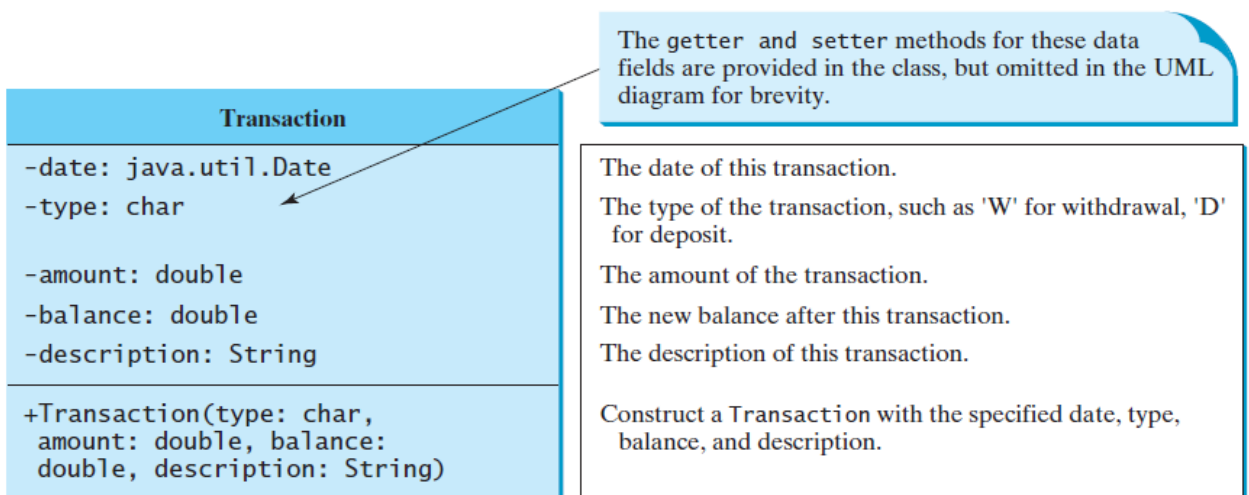 The getter and setter methods for these data
fields are provided in the class, but omitted in the UML
diagram for brevity.
Transaction
-date: java.util.Date
The date of this transaction.
-type: char
The type of the transaction, such as 'W' for withdrawal, 'D'
for deposit.
-amount: double
The amount of the transaction.
-balance: double
The new balance after this transaction.
-description: String
The description of this transaction.
+Transaction(type: char,
amount: double, balance:
double, description: String)
Construct a Transaction with the specified date, type,
balance, and description.